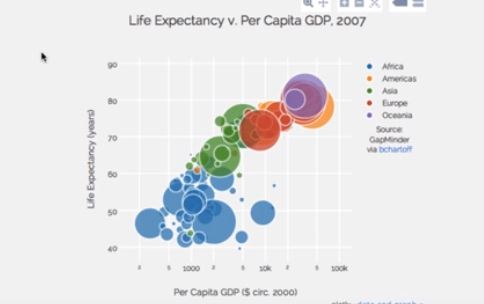 Life Expectancy v. Per Capita GDP, 2007
90
80
70
60
50
40
Life Expectancy (years)
2 5 1000 2 5 10k 2 5 100k
Per Capita GDP ($ circ. 2000)
Africa
Americas
Asia
Europe
Oceania
Source:
GapMinder
via bchartoff